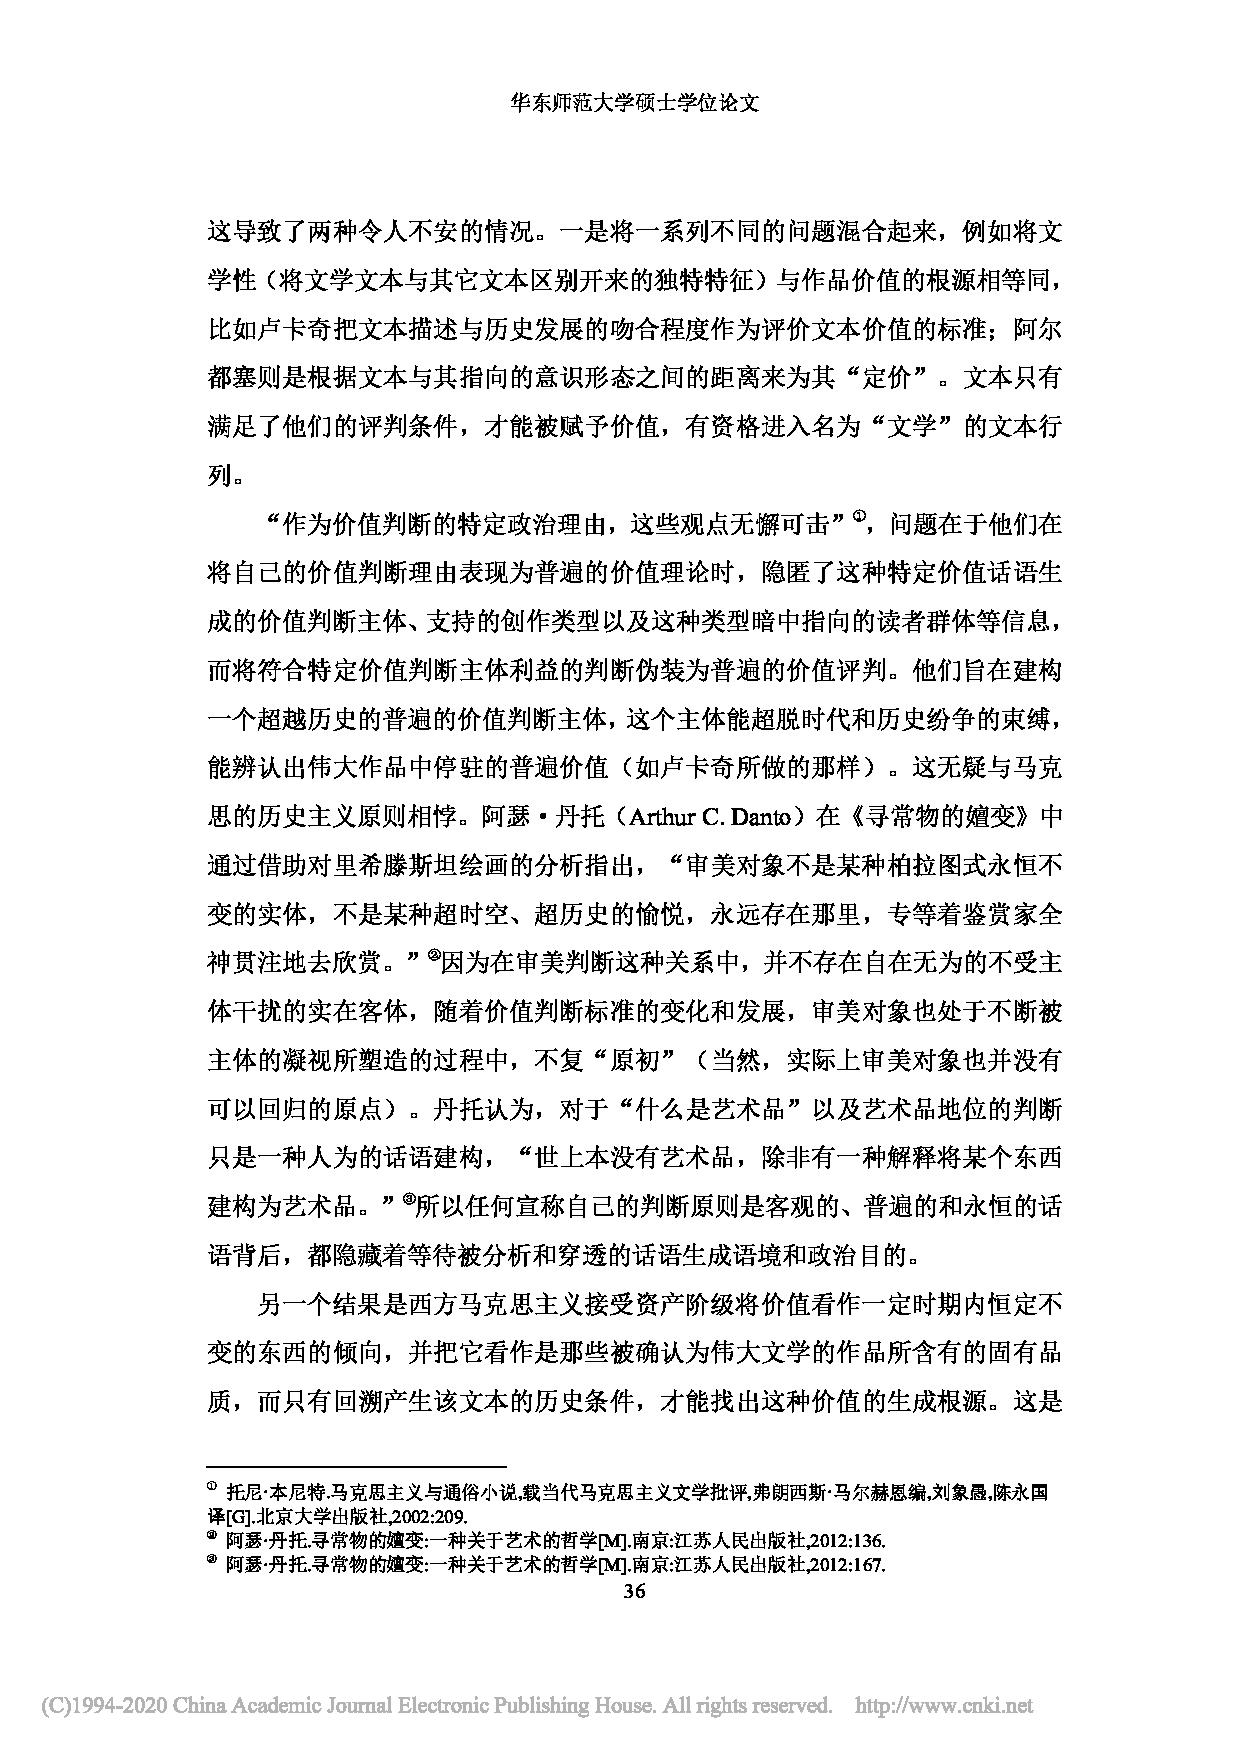 华东师范大学硕士学位论文
这导致了两种令人不安的情况。一是将一系列不同的问题混合起来，例如将文
学性（将文学文本与其它文本区别开来的独特特征）与作品价值的根源相等同，
比如卢卡奇把文本描述与历史发展的吻合程度作为评价文本价值的标准；阿尔
都塞则是根据文本与其指向的意识形态之间的距离来为其“定价”。文本只有
满足了他们的评判条件，才能被赋予价值，有资格进入名为“文学”的文本行
列。
“作为价值判断的特定政治理由，这些观点无懈可击”①，问题在于他们在
将自己的价值判断理由表现为普遍的价值理论时，隐匿了这种特定价值话语生
成的价值判断主体、支持的创作类型以及这种类型暗中指向的读者群体等信息，
而将符合特定价值判断主体利益的判断伪装为普遍的价值评判。他们旨在建构
一个超越历史的普遍的价值判断主体，这个主体能超脱时代和历史纷争的束缚，
能辨认出伟大作品中停驻的普遍价值（如卢卡奇所做的那样）。这无疑与马克
思的历史主义原则相悖。阿瑟·丹托（Arthur C. Danto）在《寻常物的嬗变》中
通过借助对里希滕斯坦绘画的分析指出，“审美对象不是某种柏拉图式永恒不
变的实体，不是某种超时空、超历史的愉悦，永远存在那里，专等着鉴赏家全
神贯注地去欣赏。”②因为在审美判断这种关系中，并不存在自在无为的不受主
体干扰的实在客体，随着价值判断标准的变化和发展，审美对象也处于不断被
主体的凝视所塑造的过程中，不复“原初”（当然，实际上审美对象也并没有
可以回归的原点）。丹托认为，对于“什么是艺术品”以及艺术品地位的判断
只是一种人为的话语建构，“世上本没有艺术品，除非有一种解释将某个东西
建构为艺术品。”③所以任何宣称自己的判断原则是客观的、普遍的和永恒的话
语背后，都隐藏着等待被分析和穿透的话语生成语境和政治目的。
另一个结果是西方马克思主义接受资产阶级将价值看作一定时期内恒定不
变的东西的倾向，并把它看作是那些被确认为伟大文学的作品所含有的固有品
质，而只有回溯产生该文本的历史条件，才能找出这种价值的生成根源。这是
① 托尼·本尼特.马克思主义与通俗小说,载当代马克思主义文学批评,弗朗西斯·马尔赫恩编,刘象愚,陈永国
译[G].北京大学出版社,2002:209.
② 阿瑟·丹托.寻常物的嬗变:一种关于艺术的哲学[M].南京:江苏人民出版社,2012:136.
③ 阿瑟·丹托.寻常物的嬗变:一种关于艺术的哲学[M].南京:江苏人民出版社,2012:167.
36
(C)1994-2020 China Academic Journal Electronic Publishing House. All rights reserved. http://www.cnki.net